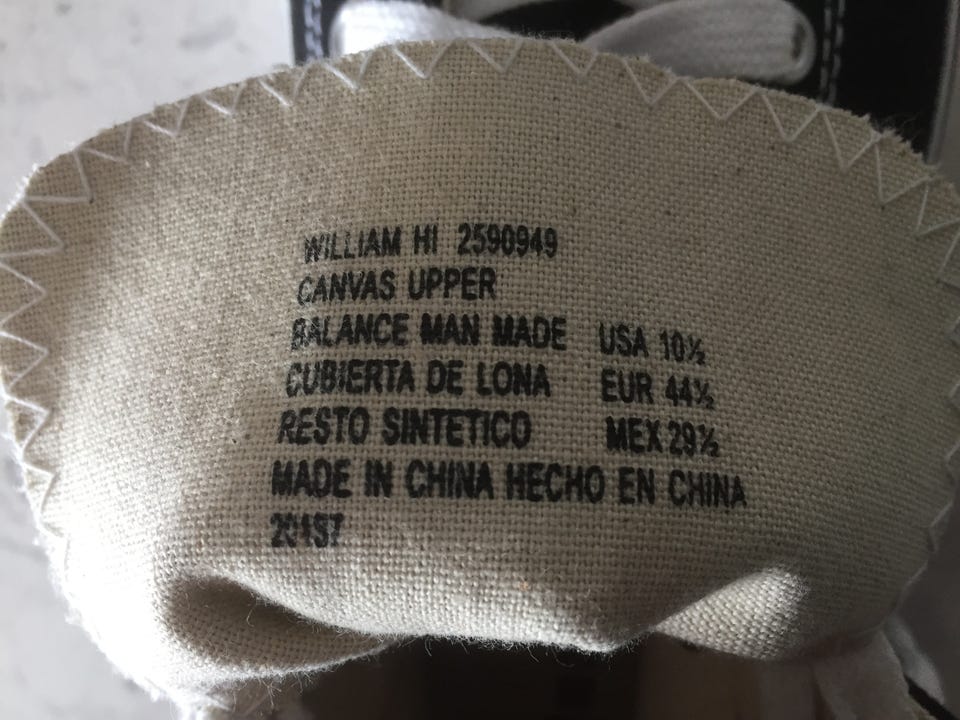 WILLIAM HI 2590949
CANVAS UPPER
BALANCE MAN MADE USA 10½
CUBIERTA DE LONA EUR 44½
RESTO SINTETICO MEX 29½
MADE IN CHINA HECHO EN CHINA